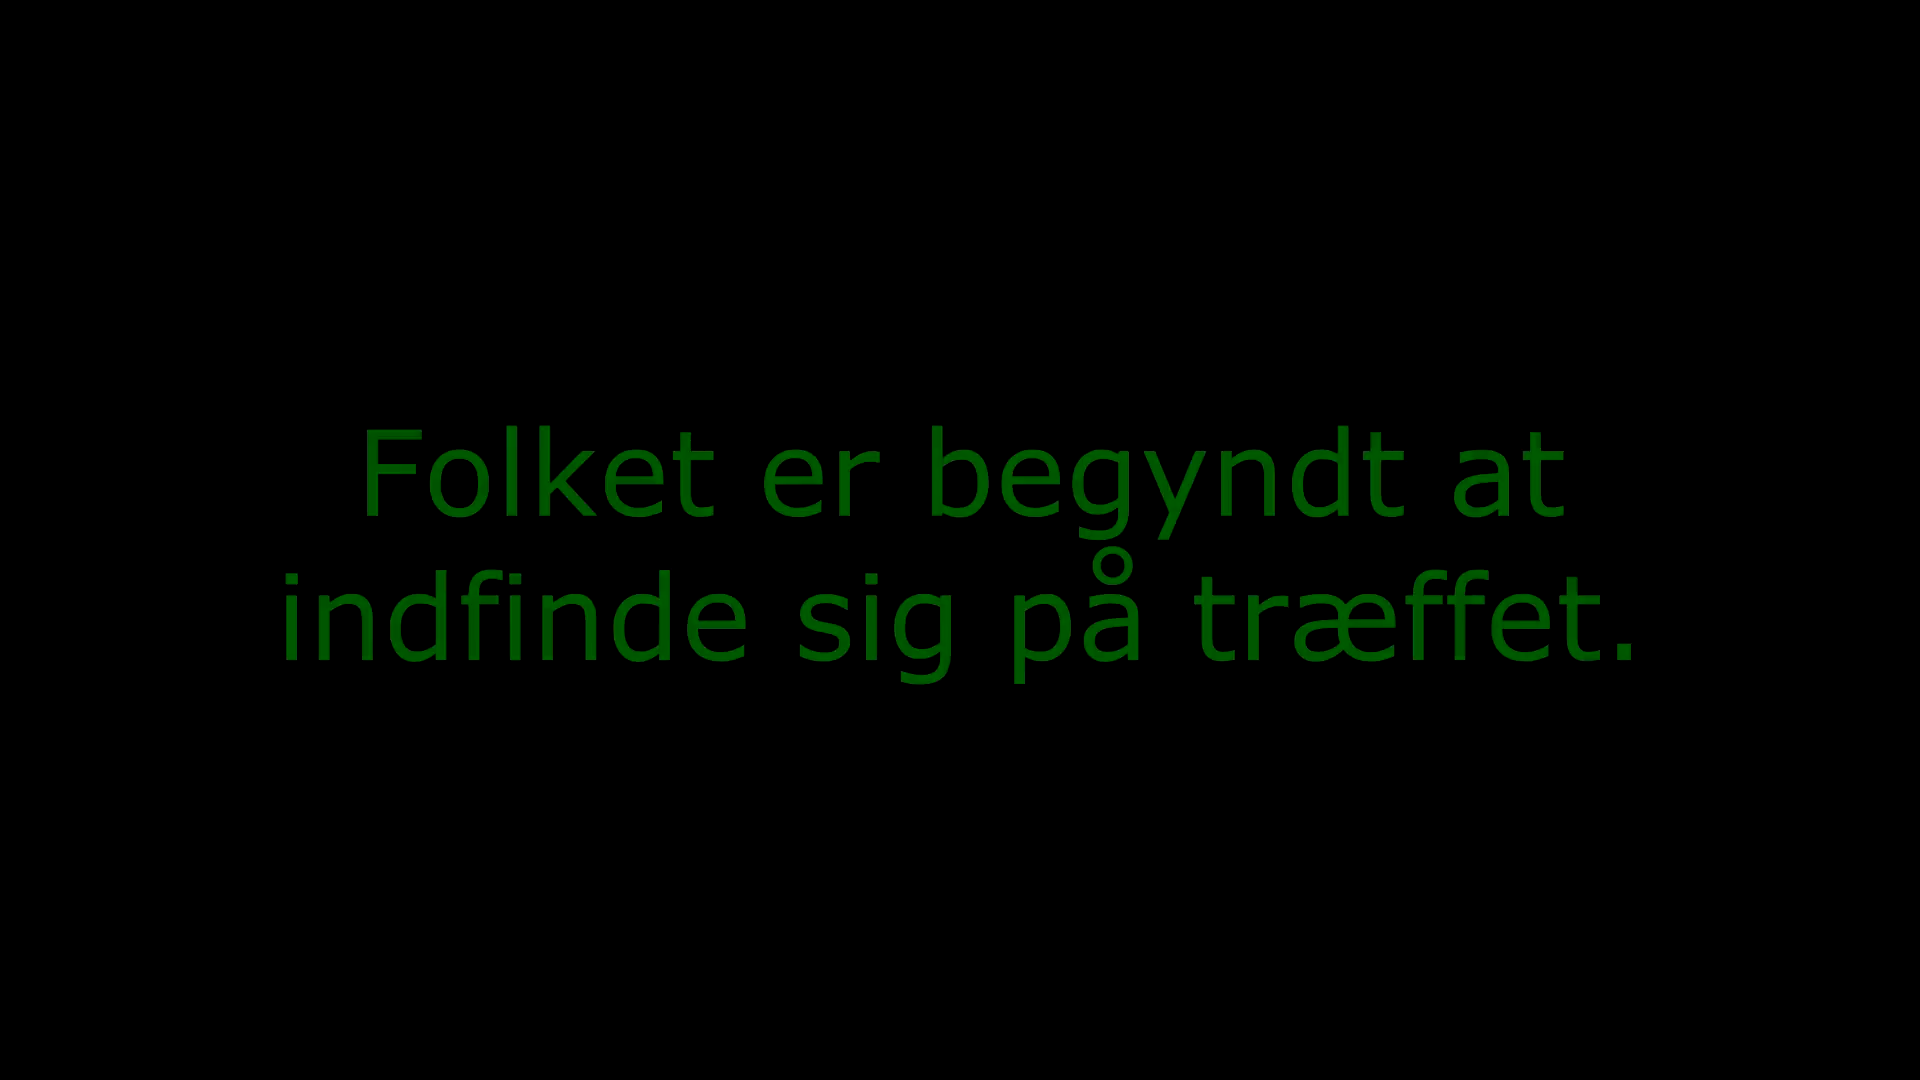 Folket er begyndt at
indfinde sig på træffet.